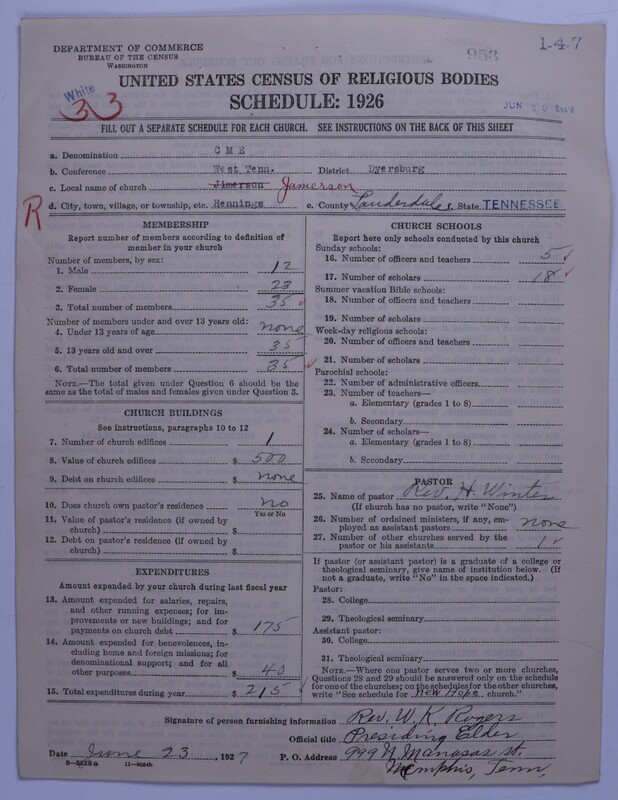 DEPARTMENT OF COMMERCE
BUREAU OF THE CENSUS
WASHINGTON
953
1-4-7
White
33
UNITED STATES CENSUS OF RELIGIOUS BODIES
SCHEDULE: 1926
JUN
FILL OUT A SEPARATE SCHEDULE FOR EACH CHURCH. SEE INSTRUCTIONS ON THE BACK OF THIS SHEET
a. Denomination C M E
b. Conference West Tenn. District Dyersburg
c. Local name of church Jimerson Jamerson
R
d. City, town, village, or township, etc. Hennings e. County Lauderdale f. State TENNESSEE
MEMBERSHIP
Report number of members according to definition of
member in your church
Number of members, by sex:
1. Male 12
2. Female 23
3. Total number of members 35
Number of members under and over 13 years old:
4. Under 13 years of age none
5. 13 years old and over 35
6. Total number of members 35
NOTE.—The total given under Question 6 should be the
same as the total of males and females given under Question 3.
CHURCH BUILDINGS
See instructions, paragraphs 10 to 12
7. Number of church edifices 1
8. Value of church edifices $ 500
9. Debt on church edifices $ none
10. Does church own pastor's residence no
Yes or No
11. Value of pastor's residence (if owned by
church) $
12. Debt on pastor's residence (if owned by
church) $
EXPENDITURES
Amount expended by your church during last fiscal year
13. Amount expended for salaries, repairs,
and other running expenses; for im-
provements or new buildings; and for
payments on church debt $ 175
14. Amount expended for benevolences, in-
cluding home and foreign missions; for
denominational support; and for all
other purposes $ 40
15. Total expenditures during year $ 215
CHURCH SCHOOLS
Report here only schools conducted by this church
Sunday schools:
16. Number of officers and teachers 5
17. Number of scholars 18
Summer vacation Bible schools:
18. Number of officers and teachers
19. Number of scholars
Week-day religious schools:
20. Number of officers and teachers
21. Number of scholars
Parochial schools:
22. Number of administrative officers
23. Number of teachers—
a. Elementary (grades 1 to 8)
b. Secondary
24. Number of scholars—
a. Elementary (grades 1 to 8)
b. Secondary
PASTOR
25. Name of pastor Rev. H. Winter
(If church has no pastor, write "None")
26. Number of ordained ministers, if any, em-
ployed as assistant pastors none
27. Number of other churches served by the
pastor or his assistants 1
If pastor (or assistant pastor) is a graduate of a college or
theological seminary, give name of institution below. (If
not a graduate, write "No" in the space indicated.)
Pastor:
28. College
29. Theological seminary
Assistant pastor:
30. College
31. Theological seminary
NOTE.—Where one pastor serves two or more churches,
Questions 28 and 29 should be answered only on the schedule
for one of the churches; on the schedules for the other churches,
write "See schedule for New Hope church."
Signature of person furnishing information Rev. W. K. Rogers
Official title Presiding Elder
Date June 23, 1927 P. O. Address 999 N. Manasas st.
Memphis, Tenn,